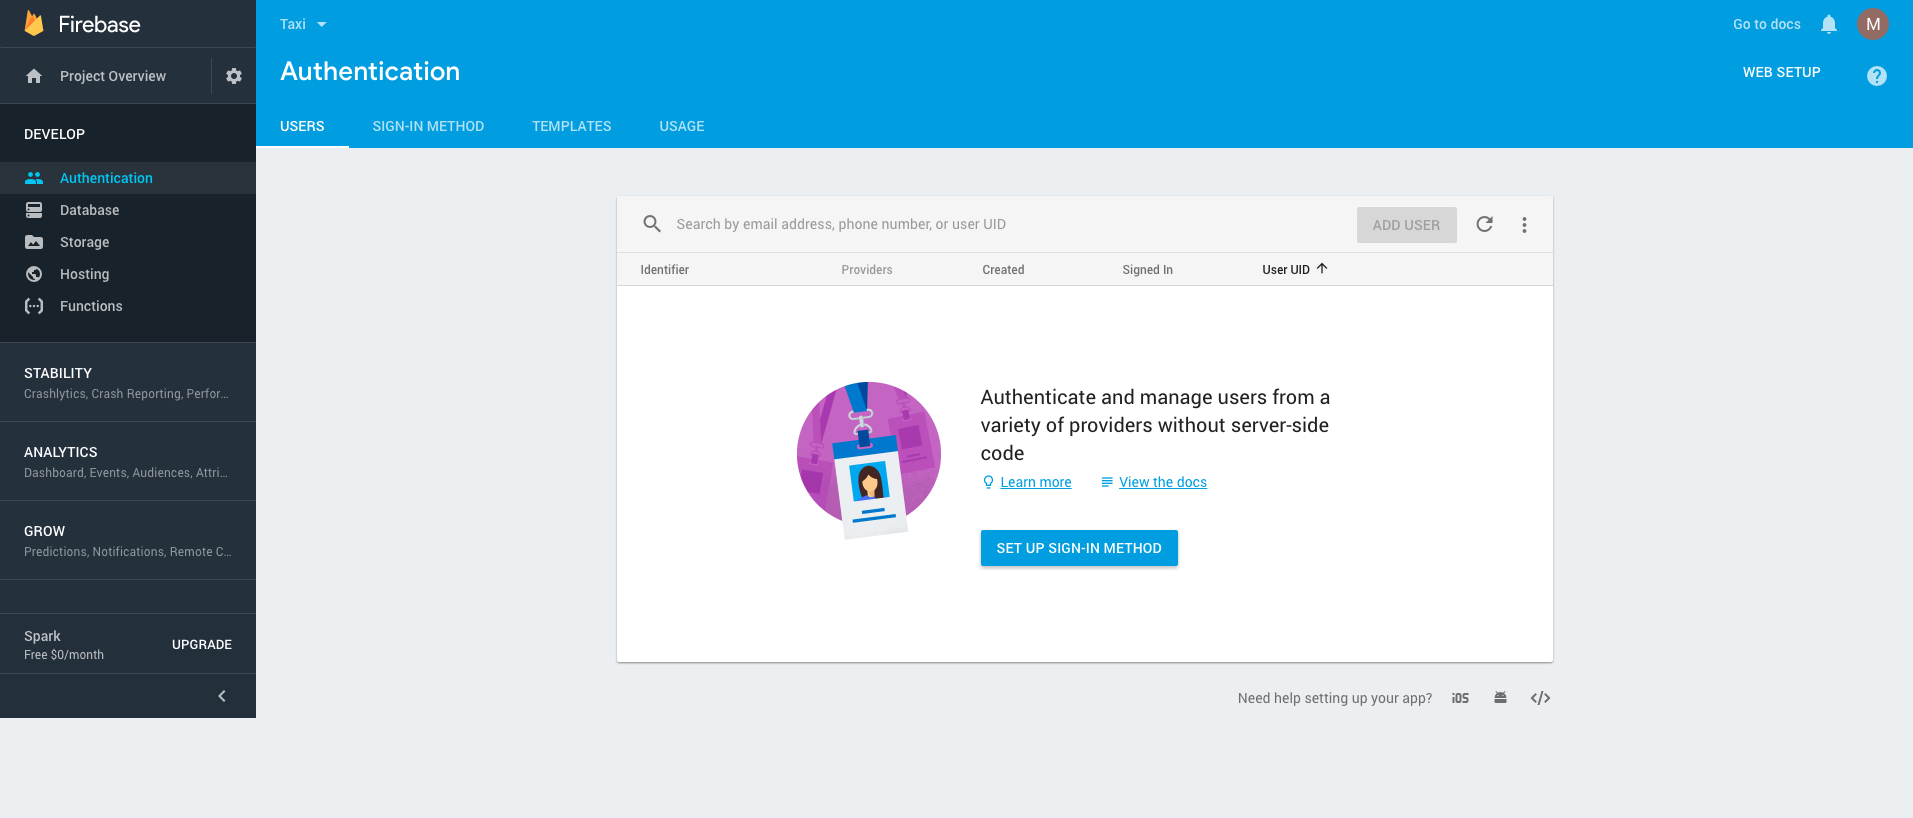 Firebase
Project Overview
DEVELOP
Authentication
Database
Storage
Hosting
Functions
STABILITY
Crashlytics, Crash Reporting, Perfor...
ANALYTICS
Dashboard, Events, Audiences, Attri...
GROW
Predictions, Notifications, Remote C...
Spark
Free $0/month
UPGRADE
Taxi
Go to docs
M
Authentication
WEB SETUP
?
USERS SIGN-IN METHOD TEMPLATES USAGE
Search by email address, phone number, or user UID
ADD USER
Identifier Providers Created Signed In User UID
Authenticate and manage users from a
variety of providers without server-side
code
Learn more View the docs
SET UP SIGN-IN METHOD
Need help setting up your app? iOS